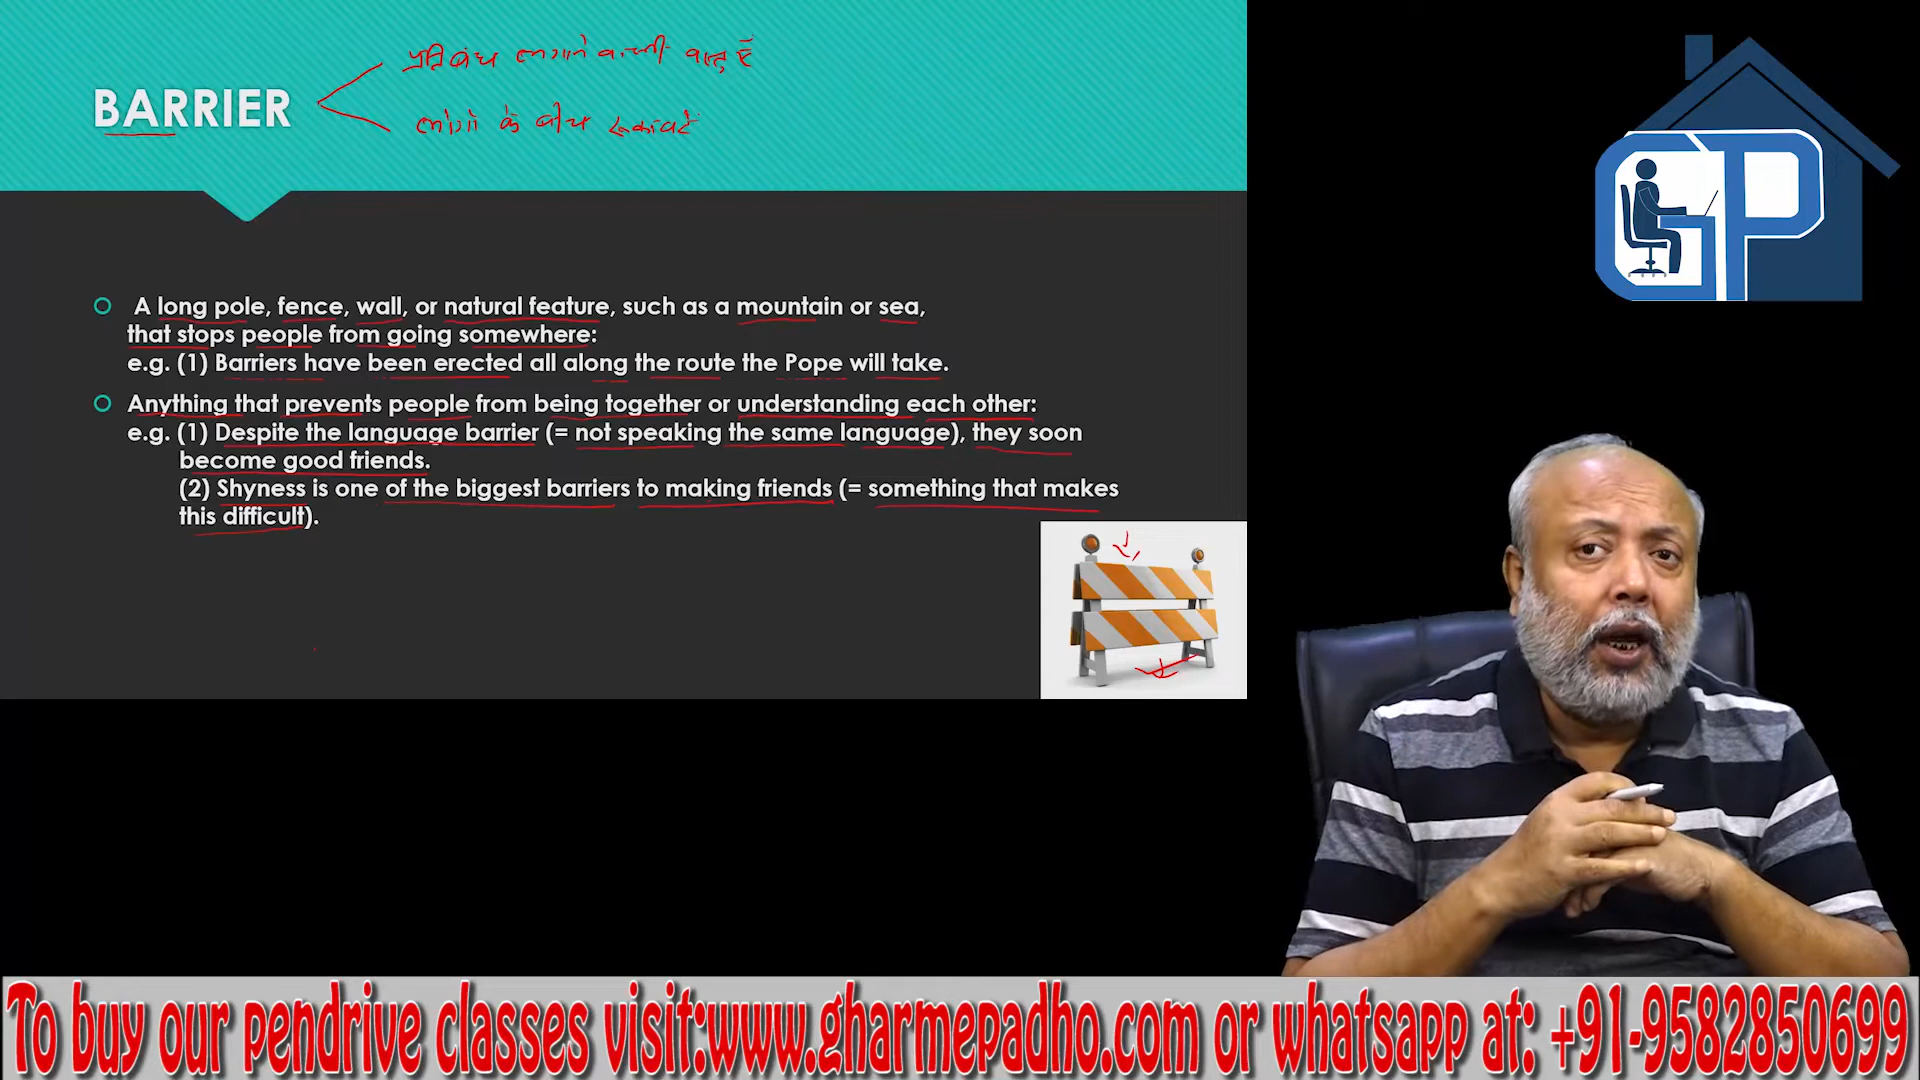 प्रतिबंध लगाने वाली वस्तुएँ
BARRIER
लोगों के बीच रुकावटें
GP
A long pole, fence, wall, or natural feature, such as a mountain or sea,
that stops people from going somewhere:
e.g. (1) Barriers have been erected all along the route the Pope will take.
Anything that prevents people from being together or understanding each other:
e.g. (1) Despite the language barrier (= not speaking the same language), they soon
become good friends.
(2) Shyness is one of the biggest barriers to making friends (= something that makes
this difficult).
To buy our pendrive classes visit:www.gharmepadho.com or whatsapp at: +91-9582850699